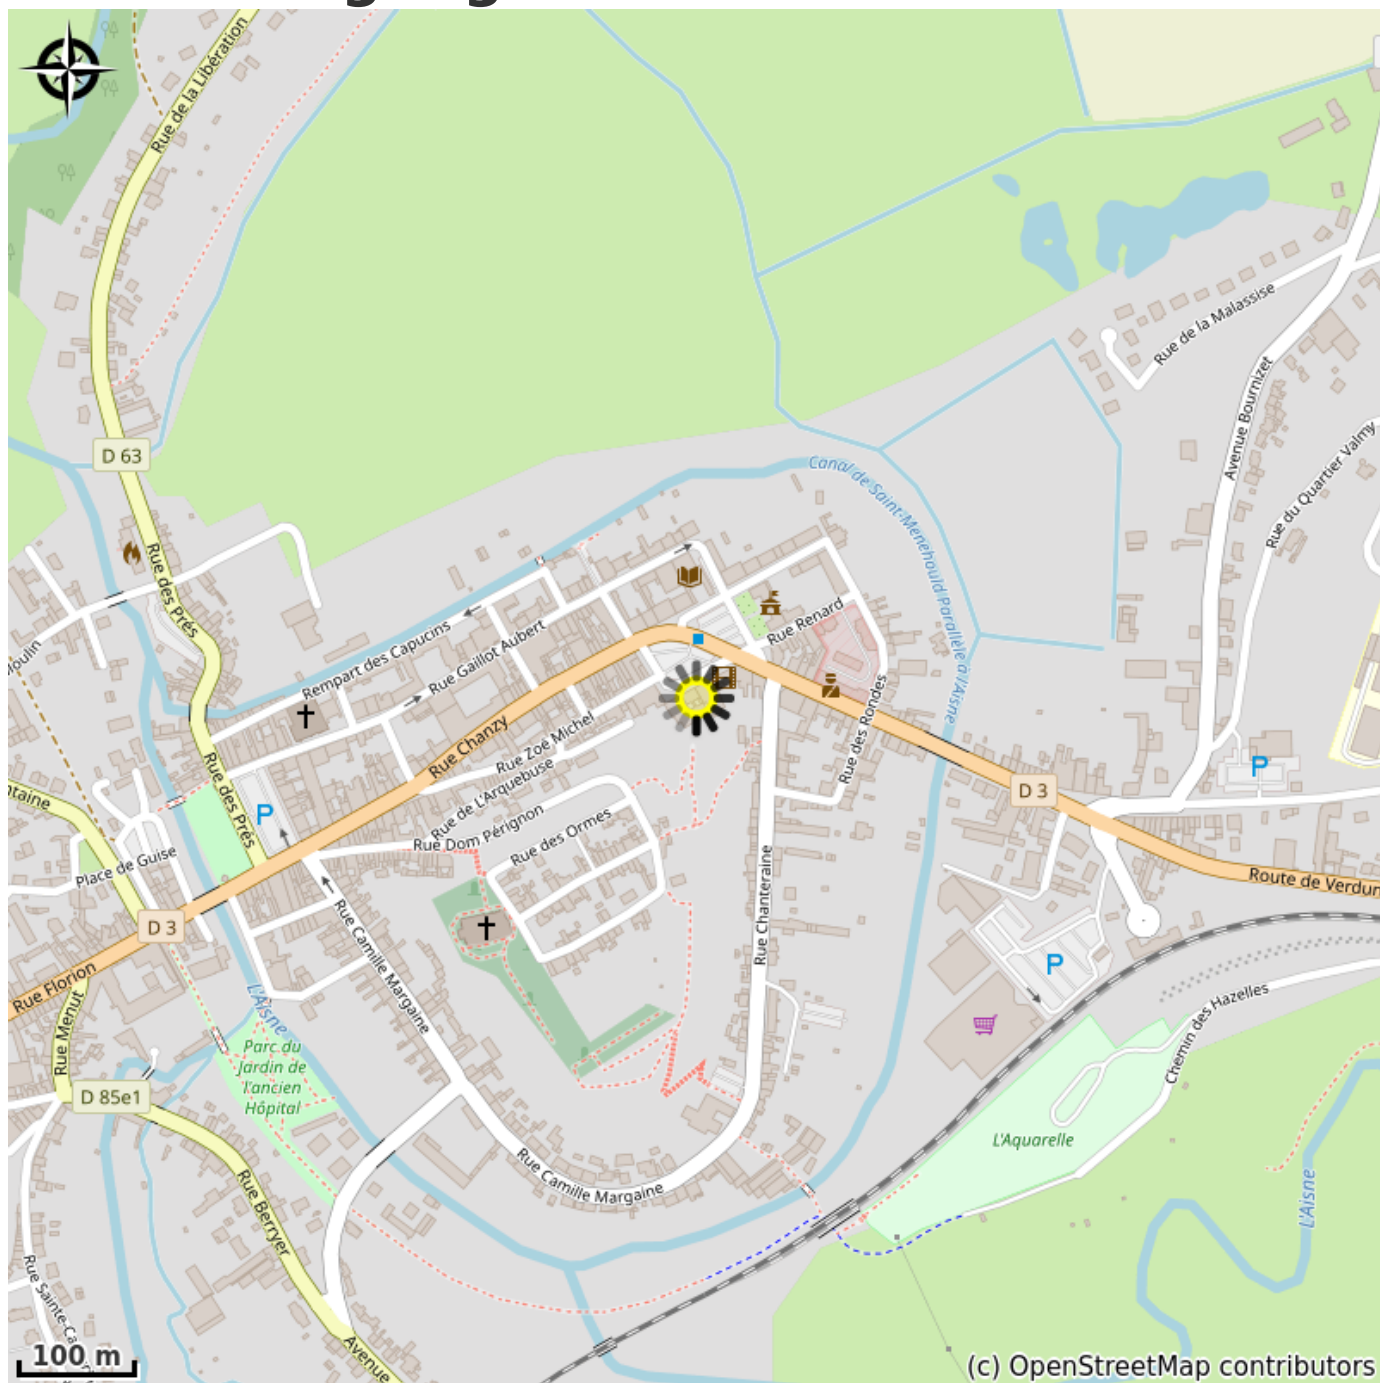 Rue de la Libération
Rue de la Malassise
Avenue Bournizet
Rue du Quartier Valmy
D 63
Canal de Saint-Menehould Parallèle à l'Aisne
Rue des Prés
Rue Renard
Rempart des Capucins
Rue Gaillot Aubert
Rue des Rondes
Rue Chanzy
Rue Zoé Michel
Rue de L'Arquebuse
Rue des Prés
P
P
D 3
Rue Dom Pérignon
Rue des Ormes
Place de Guise
Rue Chanteraine
Route de Verdun
D 3
Rue Camille Margaine
P
Rue Florion
L'Aisne
Chemin des Hazelles
Rue Menut
Parc du
Jardin de
l'ancien
Hôpital
D 85e1
L'Aquarelle
Rue Camille Margaine
L'Aisne
Rue Berryer
Avenue
100 m
(c) OpenStreetMap contributors